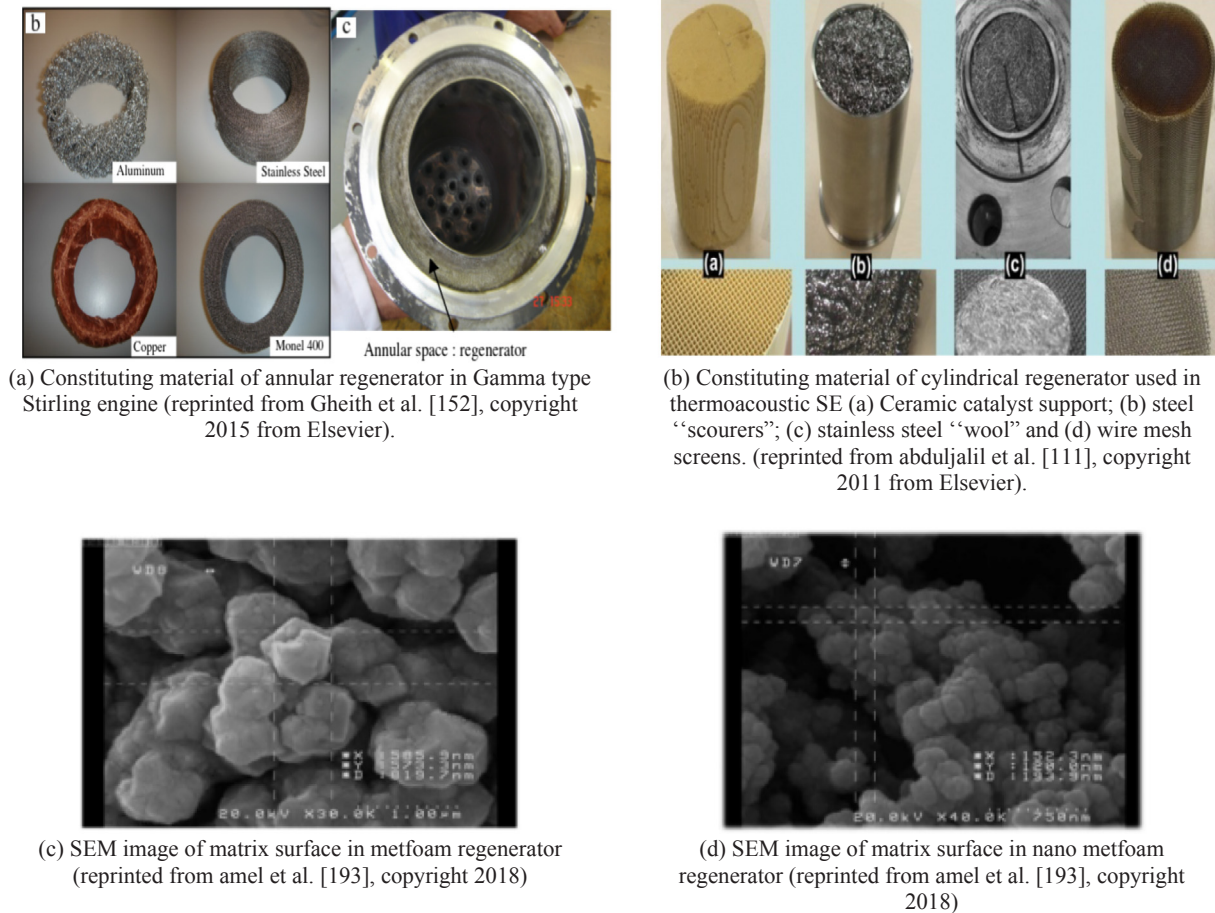 b
Aluminum
Stainless Steel
Copper
Monel 400
c
Annular space : regenerator
(a) Constituting material of annular regenerator in Gamma type
Stirling engine (reprinted from Gheith et al. [152], copyright
2015 from Elsevier).
(a)
(b)
(c)
(d)
(b) Constituting material of cylindrical regenerator used in
thermoacoustic SE (a) Ceramic catalyst support; (b) steel
‘‘scourers”; (c) stainless steel ‘‘wool” and (d) wire mesh
screens. (reprinted from abduljalil et al. [111], copyright
2011 from Elsevier).
WD8
20.0kV X30.0K 1.00µm
(c) SEM image of matrix surface in metfoam regenerator
(reprinted from amel et al. [193], copyright 2018)
WD7
20.0kV X40.0K 750nm
(d) SEM image of matrix surface in nano metfoam
regenerator (reprinted from amel et al. [193], copyright
2018)